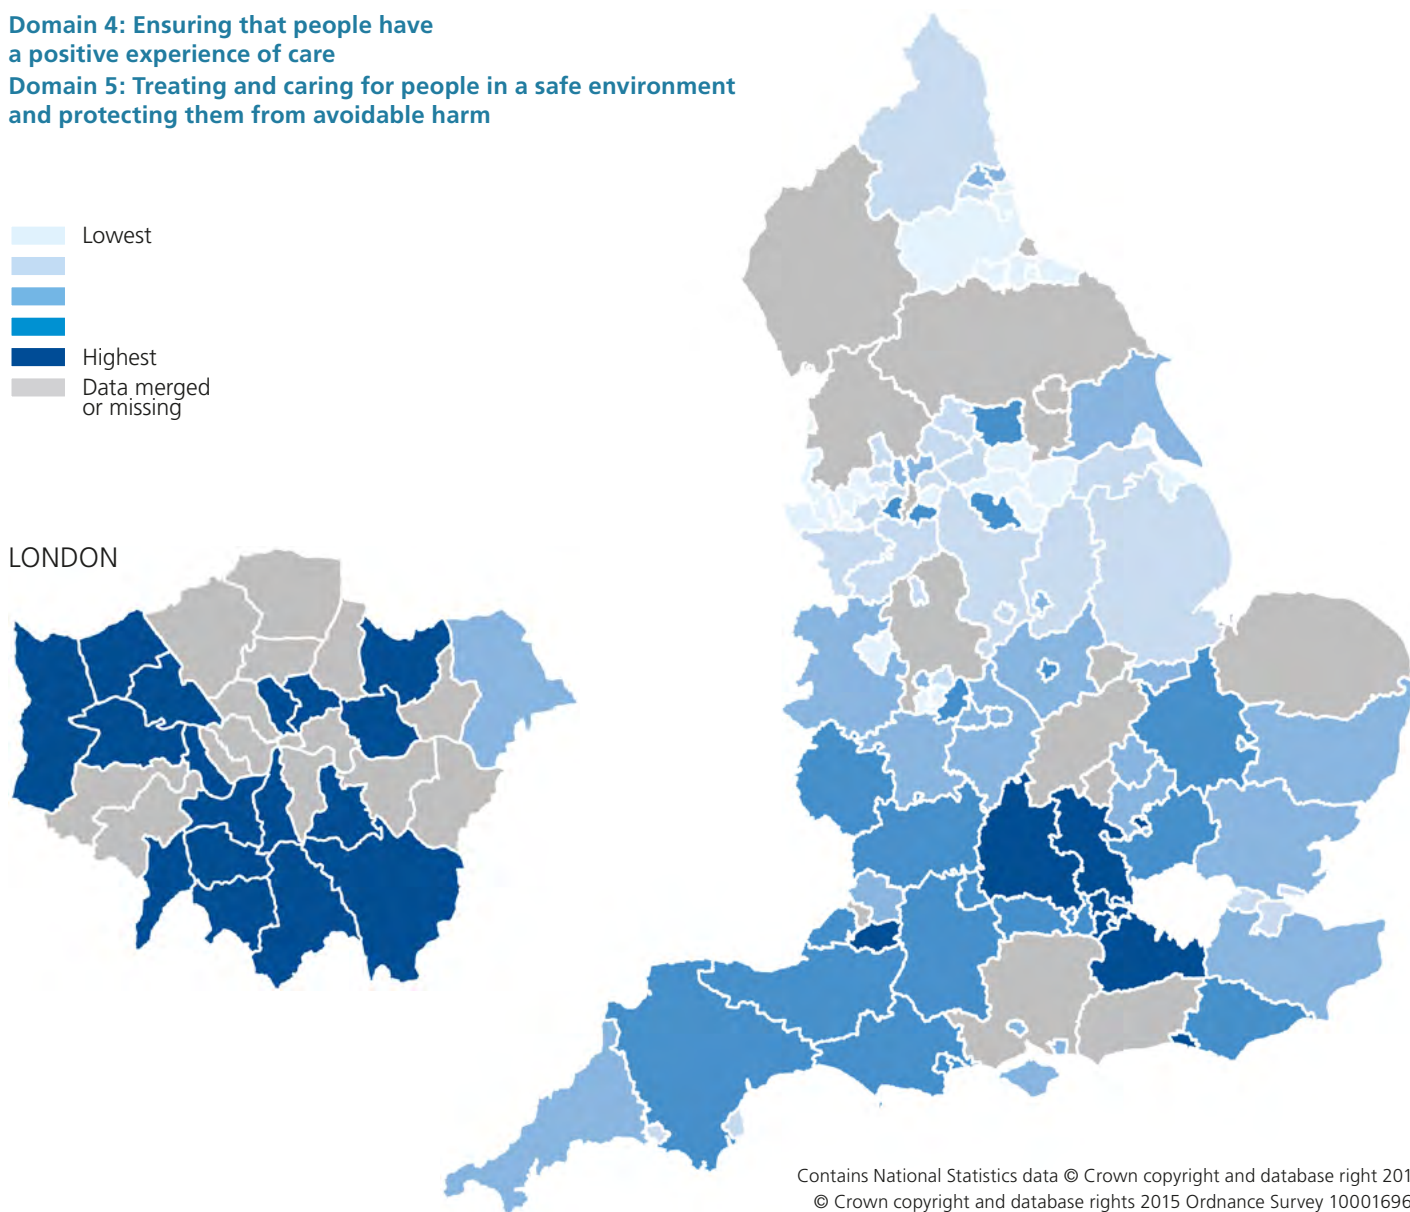 Domain 4: Ensuring that people have
a positive experience of care
Domain 5: Treating and caring for people in a safe environment
and protecting them from avoidable harm
Lowest
Highest
Data merged
or missing
LONDON
Contains National Statistics data © Crown copyright and database right 201
© Crown copyright and database rights 2015 Ordnance Survey 10001696